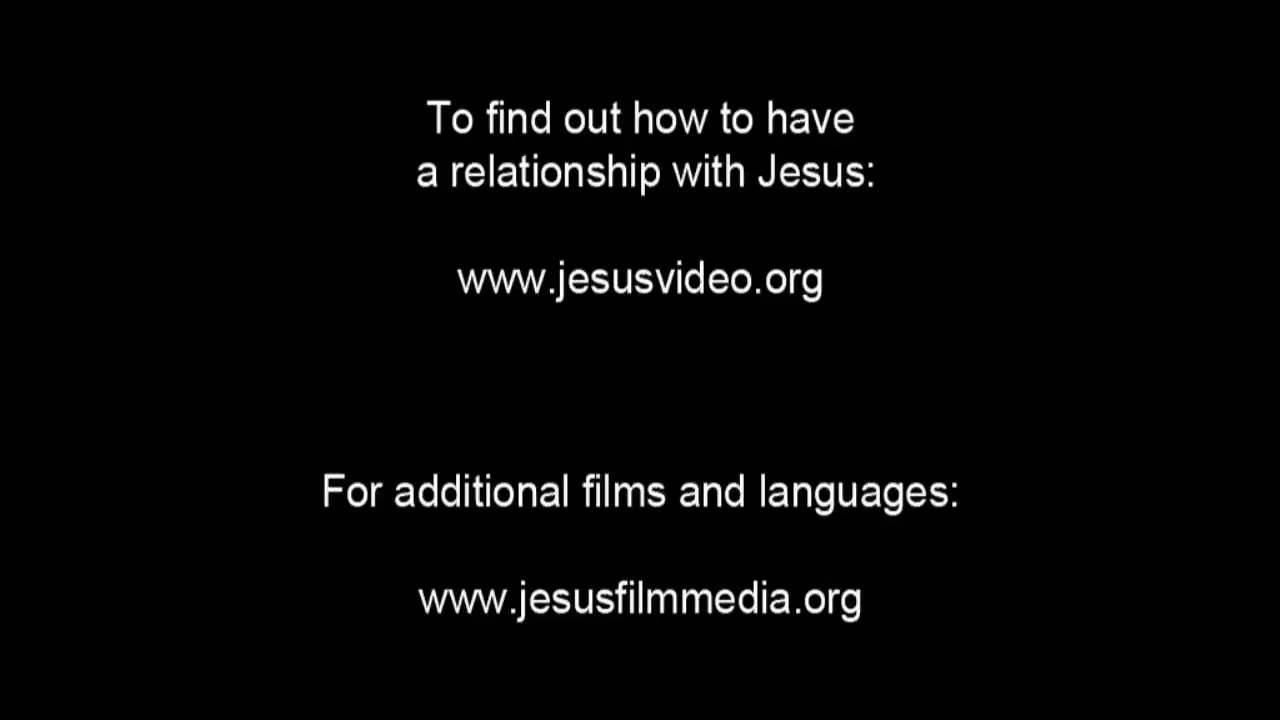 To find out how to have
a relationship with Jesus:
www.jesusvideo.org
For additional films and languages:
www.jesusfilmmedia.org